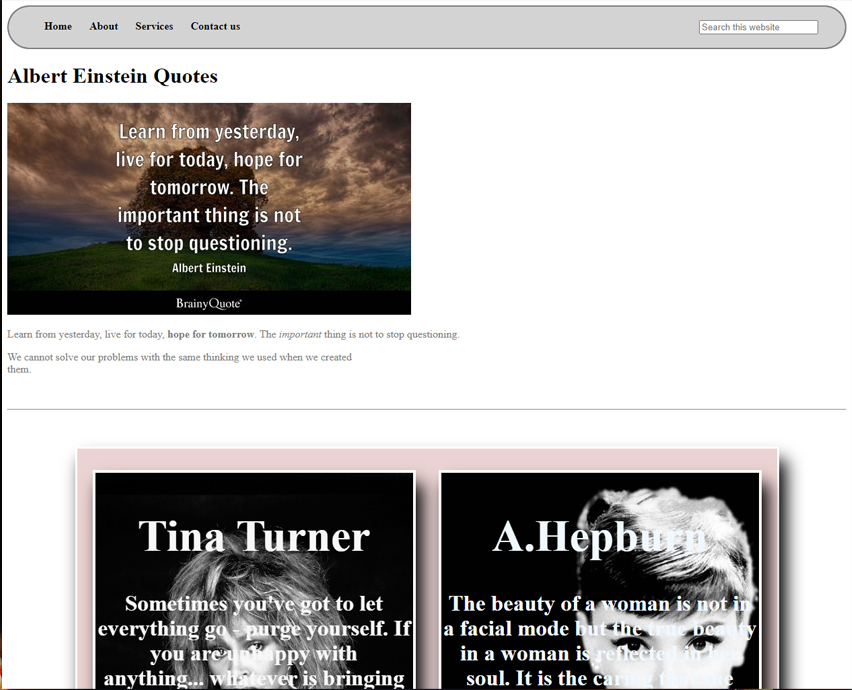 Home About Services Contact us
Search this website
Albert Einstein Quotes
Learn from yesterday,
live for today, hope for
tomorrow. The
important thing is not
to stop questioning.
Albert Einstein
BrainyQuote®
Learn from yesterday, live for today, hope for tomorrow. The important thing is not to stop questioning.
We cannot solve our problems with the same thinking we used when we created
them.
Tina Turner
Sometimes you've got to let
everything go - purge yourself. If
you are unhappy with
anything... whatever is bringing
A.Hepburn
The beauty of a woman is not in
a facial mode but the true beauty
in a woman is reflected in her
soul. It is the caring that she